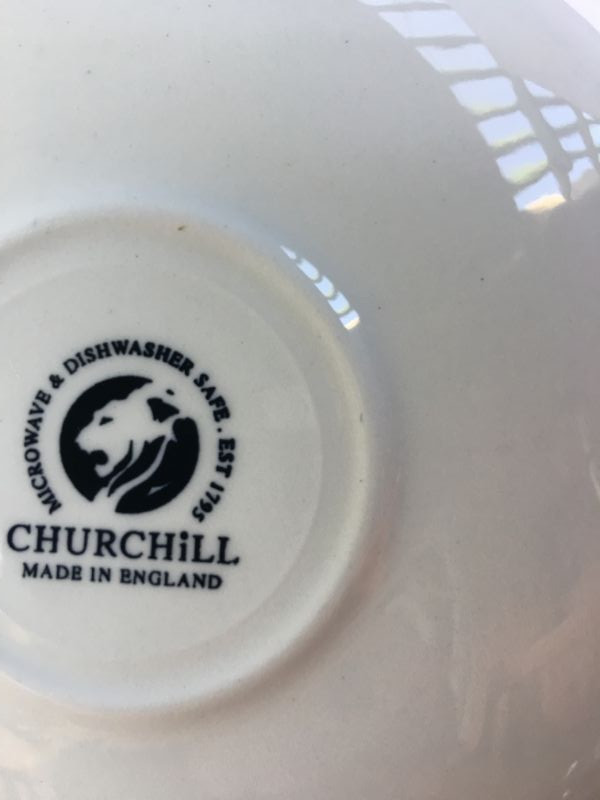 MICROWAVE & DISHWASHER SAFE . EST 1795
CHURCHiLL
MADE IN ENGLAND